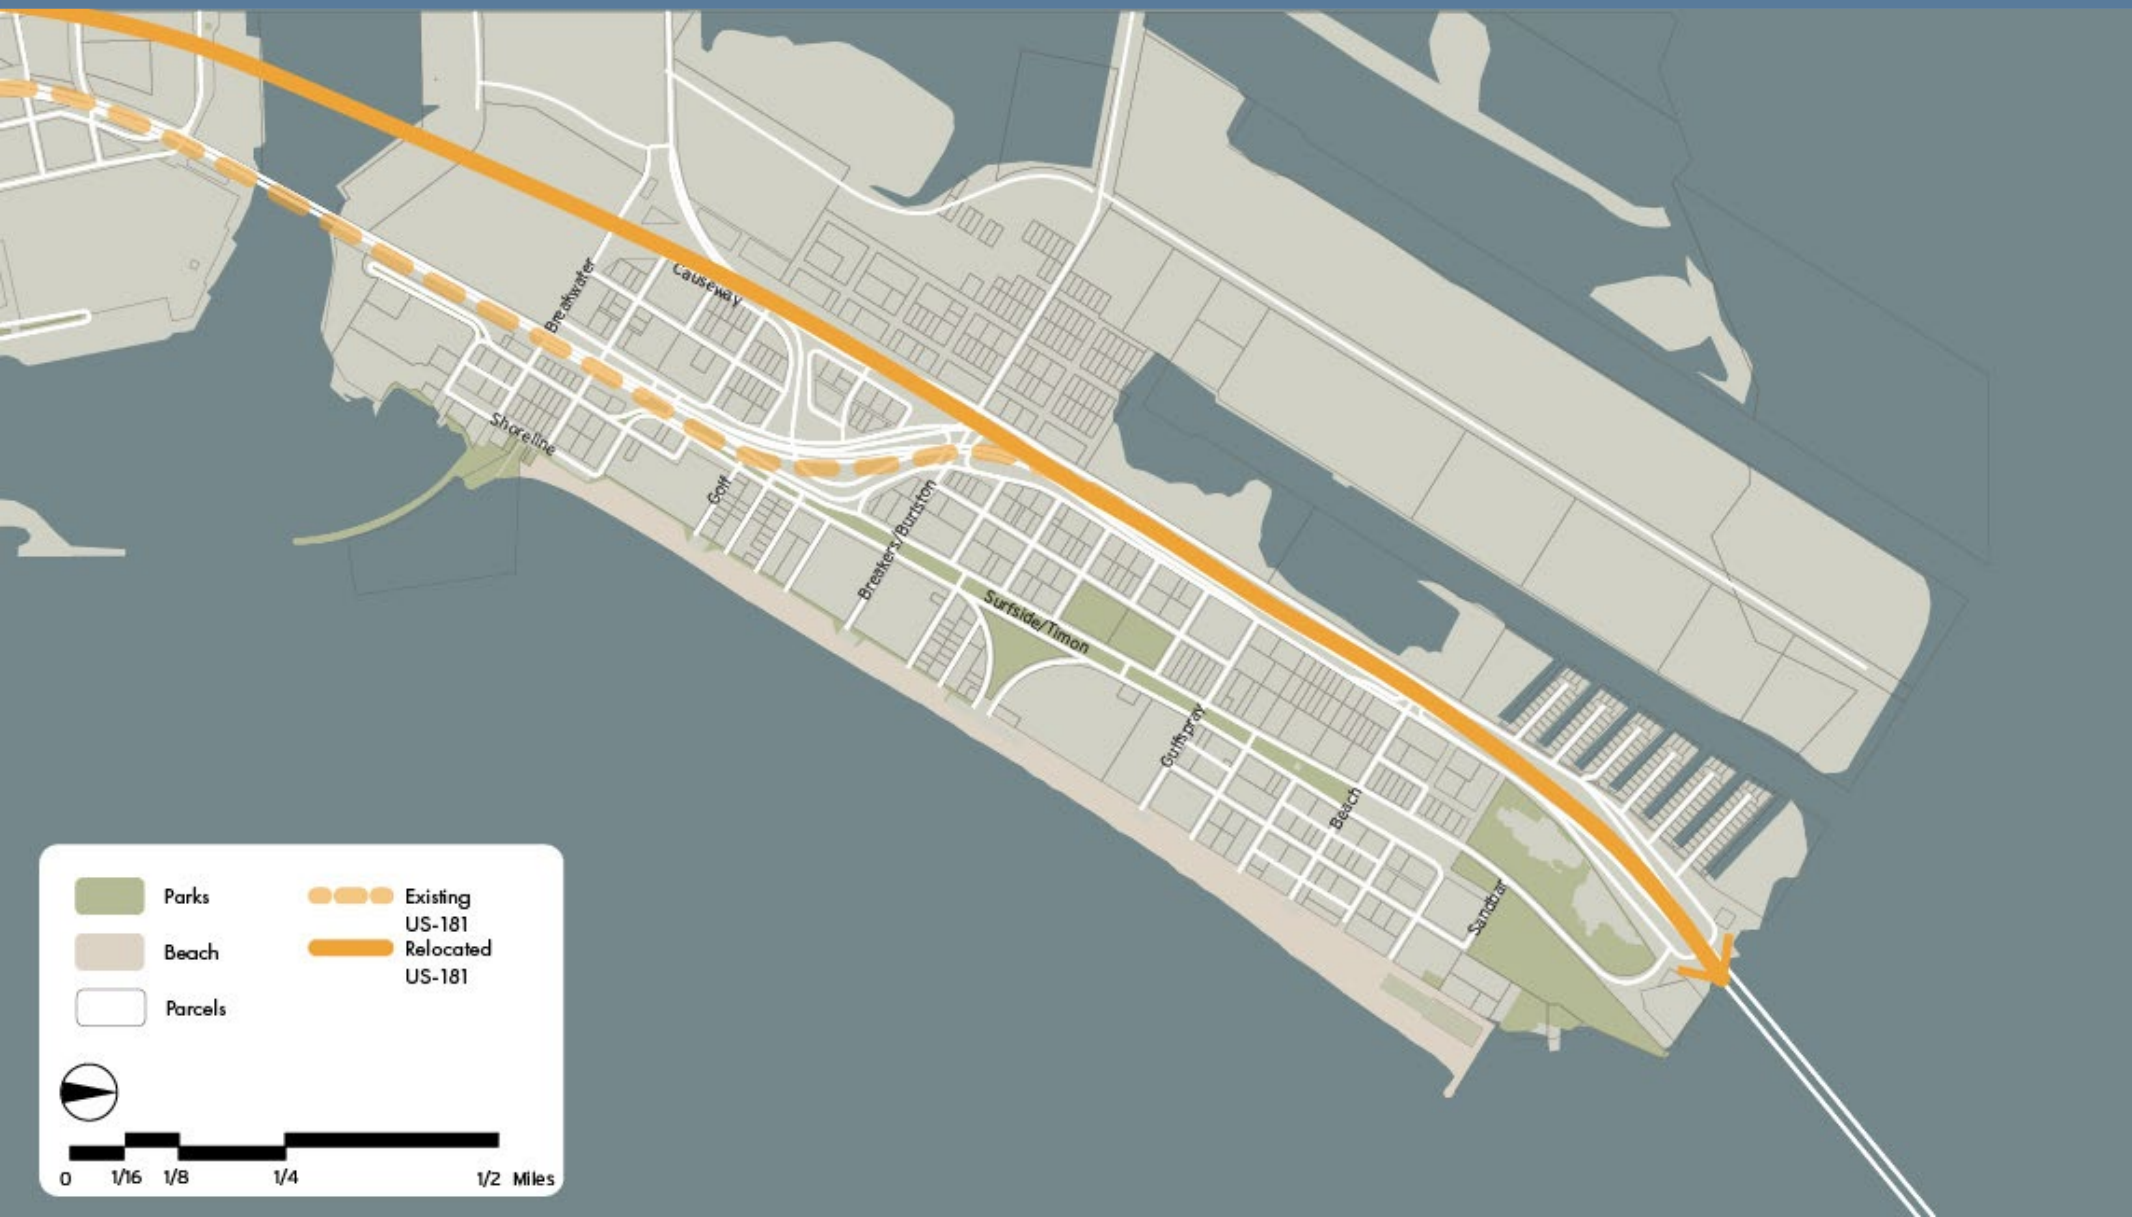 Breakwater
Causeway
Shoreline
Golf
Breakers/Burlston
Surfside/Timon
Gulfspray
Beach
Sandbar
Parks
Beach
Parcels
Existing
US-181
Relocated
US-181
0 1/16 1/8 1/4 1/2 Miles